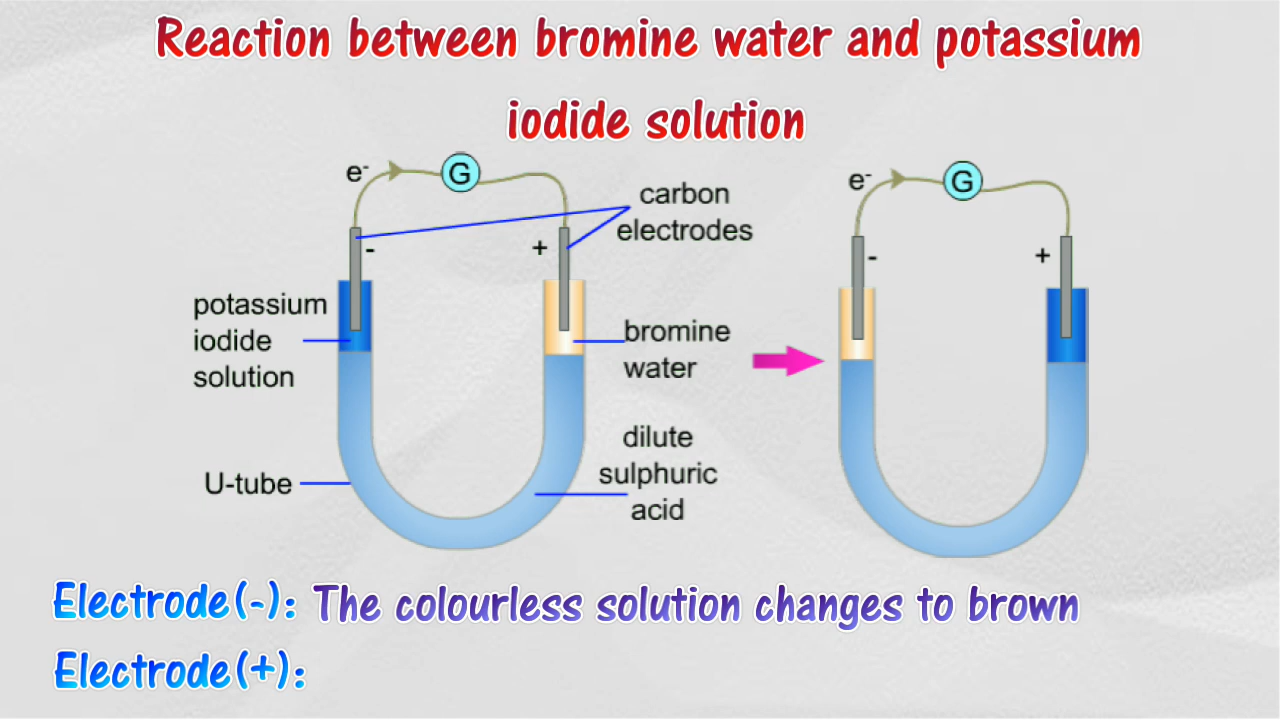 Reaction between bromine water and potassium
iodide solution
e-
G
carbon
electrodes
-
+
potassium
iodide
solution
bromine
water
dilute
sulphuric
acid
U-tube
e-
G
-
+
Electrode(-): The colourless solution changes to brown
Electrode(+):